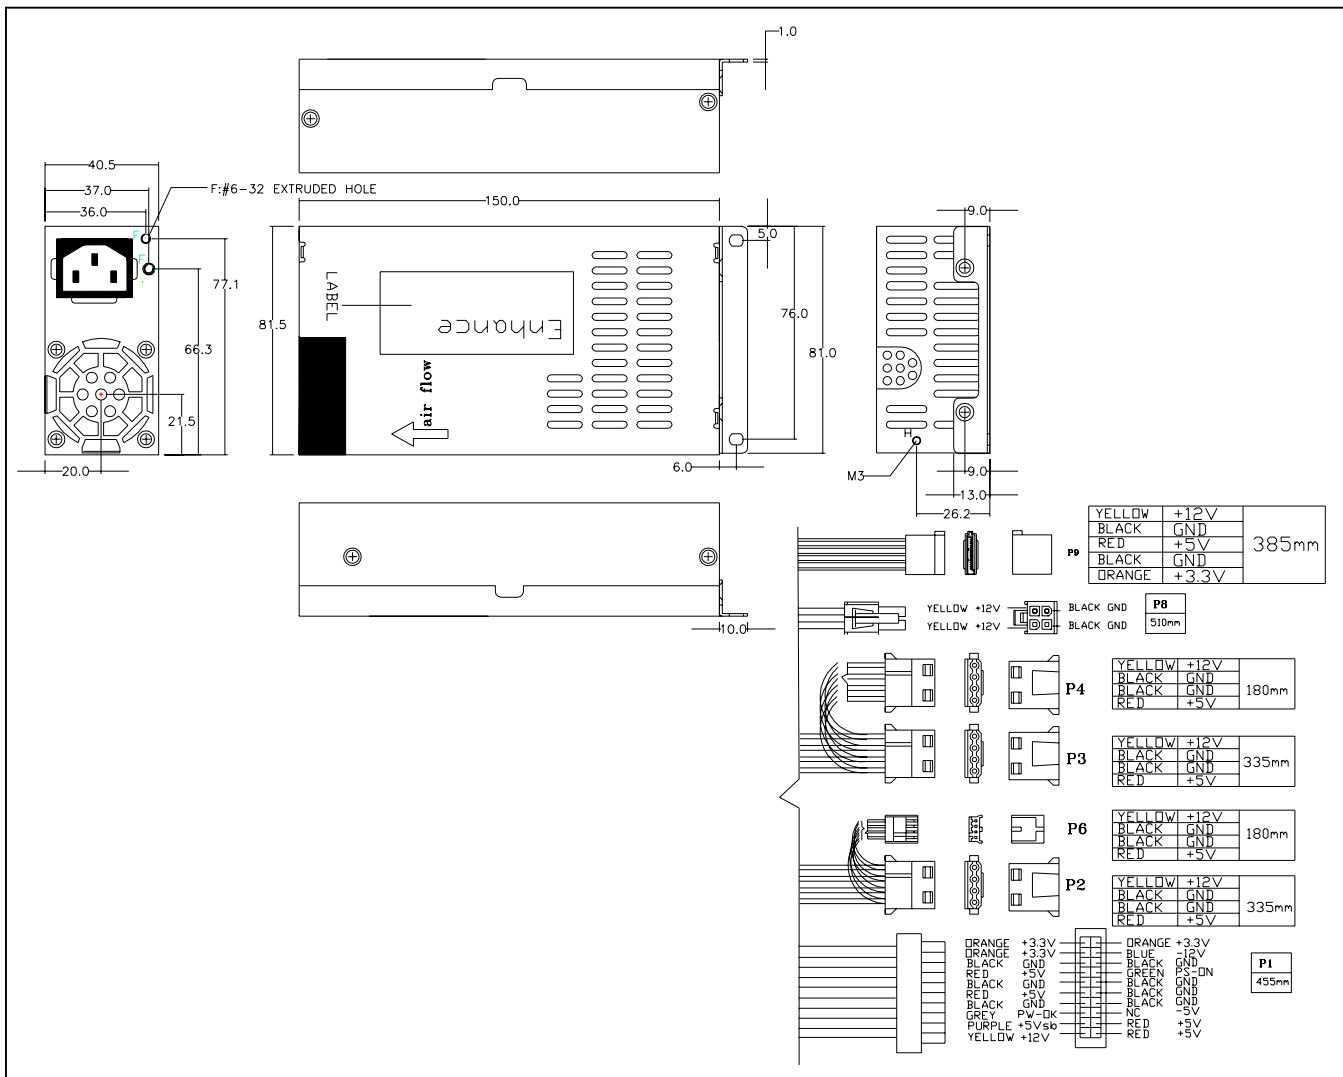 1.0
40.5
37.0
36.0
F:#6-32 EXTRUDED HOLE
F
F
77.1
66.3
21.5
20.0
150.0
81.5
LABEL
Enhance
air flow
5.0
76.0
81.0
6.0
9.0
H
M3
9.0
13.0
26.2
10.0
P9
YELLOW +12V
BLACK GND
RED +5V
BLACK GND
ORANGE +3.3V
385mm
YELLOW +12V BLACK GND
YELLOW +12V BLACK GND
P8
510mm
P4
YELLOW +12V
BLACK GND
BLACK GND
RED +5V
180mm
P3
YELLOW +12V
BLACK GND
BLACK GND
RED +5V
335mm
P6
YELLOW +12V
BLACK GND
BLACK GND
RED +5V
180mm
P2
YELLOW +12V
BLACK GND
BLACK GND
RED +5V
335mm
ORANGE +3.3V ORANGE +3.3V
ORANGE +3.3V BLUE -12V
BLACK GND BLACK GND
RED +5V GREEN PS-ON
BLACK GND BLACK GND
RED +5V BLACK GND
BLACK GND BLACK GND
GREY PW-OK NC -5V
PURPLE +5Vsb RED +5V
YELLOW +12V RED +5V
P1
455mm